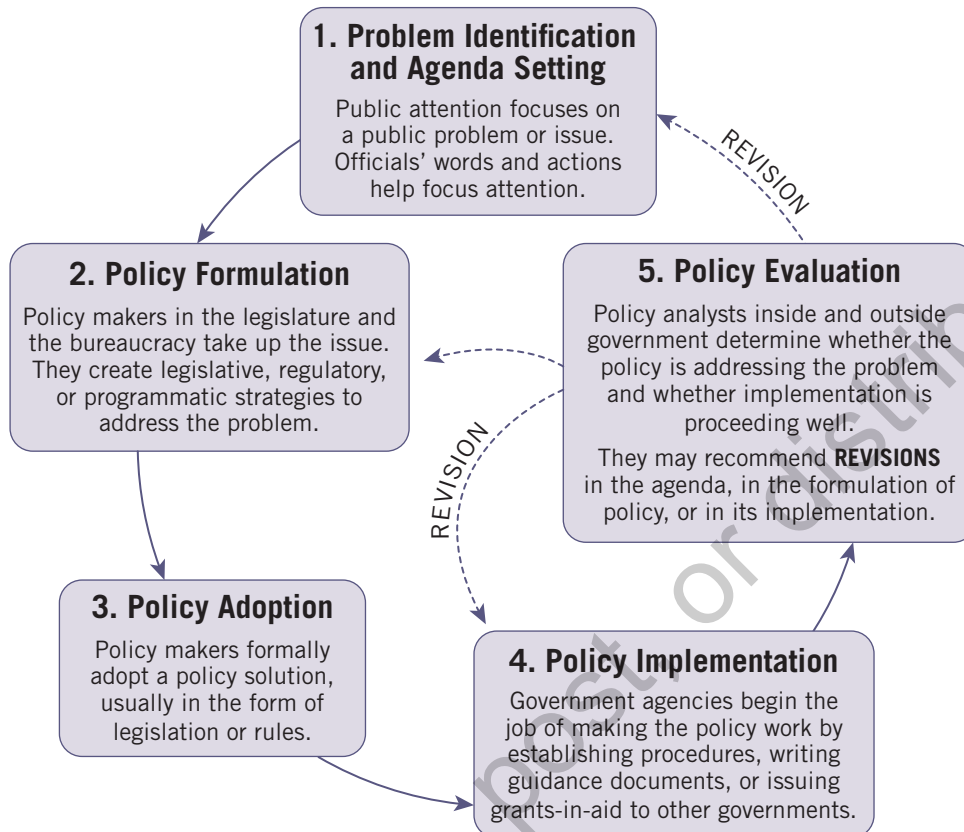 1. Problem Identification
and Agenda Setting
Public attention focuses on
a public problem or issue.
Officials’ words and actions
help focus attention.
REVISION
2. Policy Formulation
Policy makers in the legislature and
the bureaucracy take up the issue.
They create legislative, regulatory,
or programmatic strategies to
address the problem.
5. Policy Evaluation
Policy analysts inside and outside
government determine whether the
policy is addressing the problem
and whether implementation is
proceeding well.
They may recommend REVISIONS
in the agenda, in the formulation of
policy, or in its implementation.
REVISION
3. Policy Adoption
Policy makers formally
adopt a policy solution,
usually in the form of
legislation or rules.
4. Policy Implementation
Government agencies begin the
job of making the policy work by
establishing procedures, writing
guidance documents, or issuing
grants-in-aid to other governments.
post, or distrib